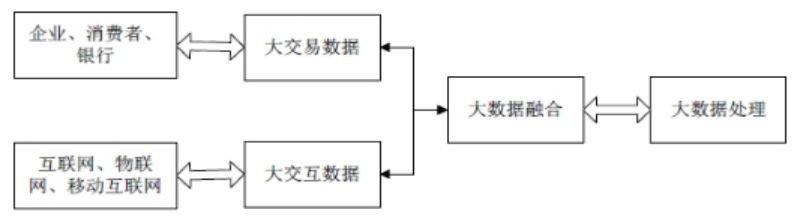 企业、消费者、
银行
大交易数据
互联网、物联
网、移动互联网
大交互数据
大数据融合
大数据处理